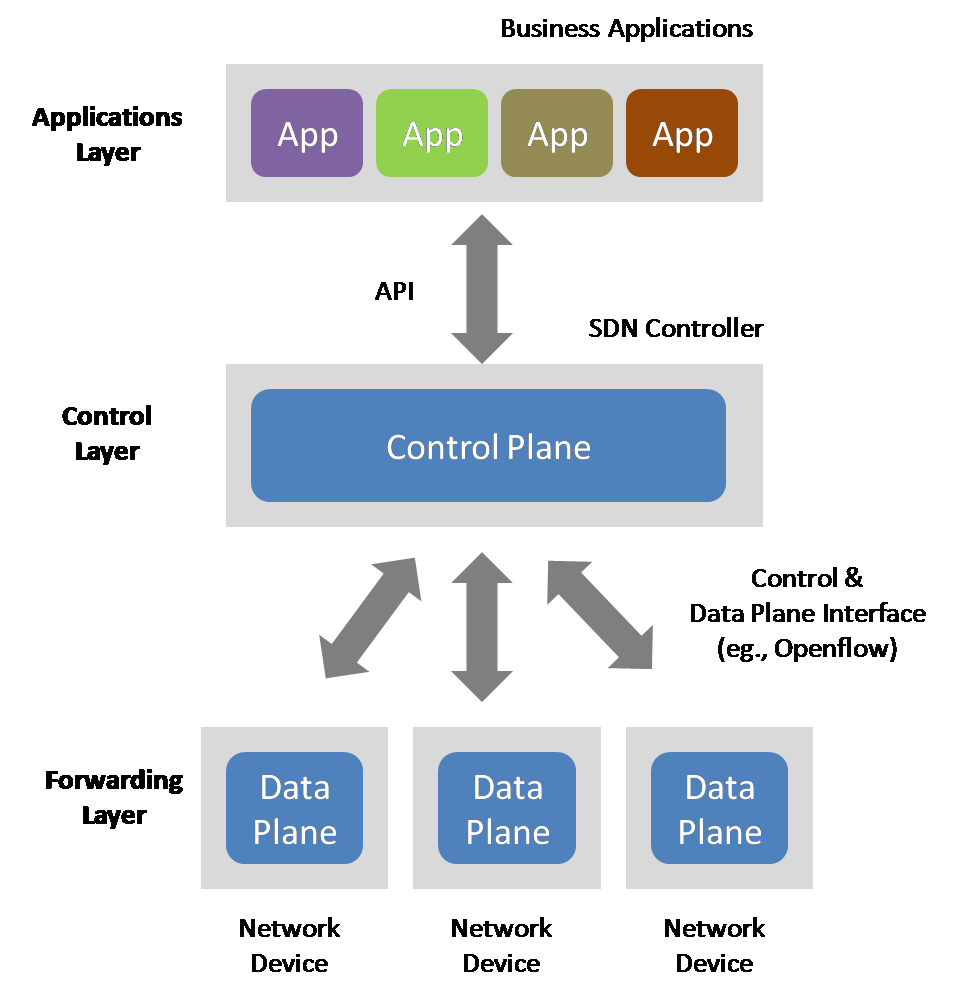 Business Applications
Applications
Layer
App App App App
API
SDN Controller
Control
Layer
Control Plane
Control &
Data Plane Interface
(eg., Openflow)
Forwarding
Layer
Data
Plane
Data
Plane
Data
Plane
Network
Device
Network
Device
Network
Device